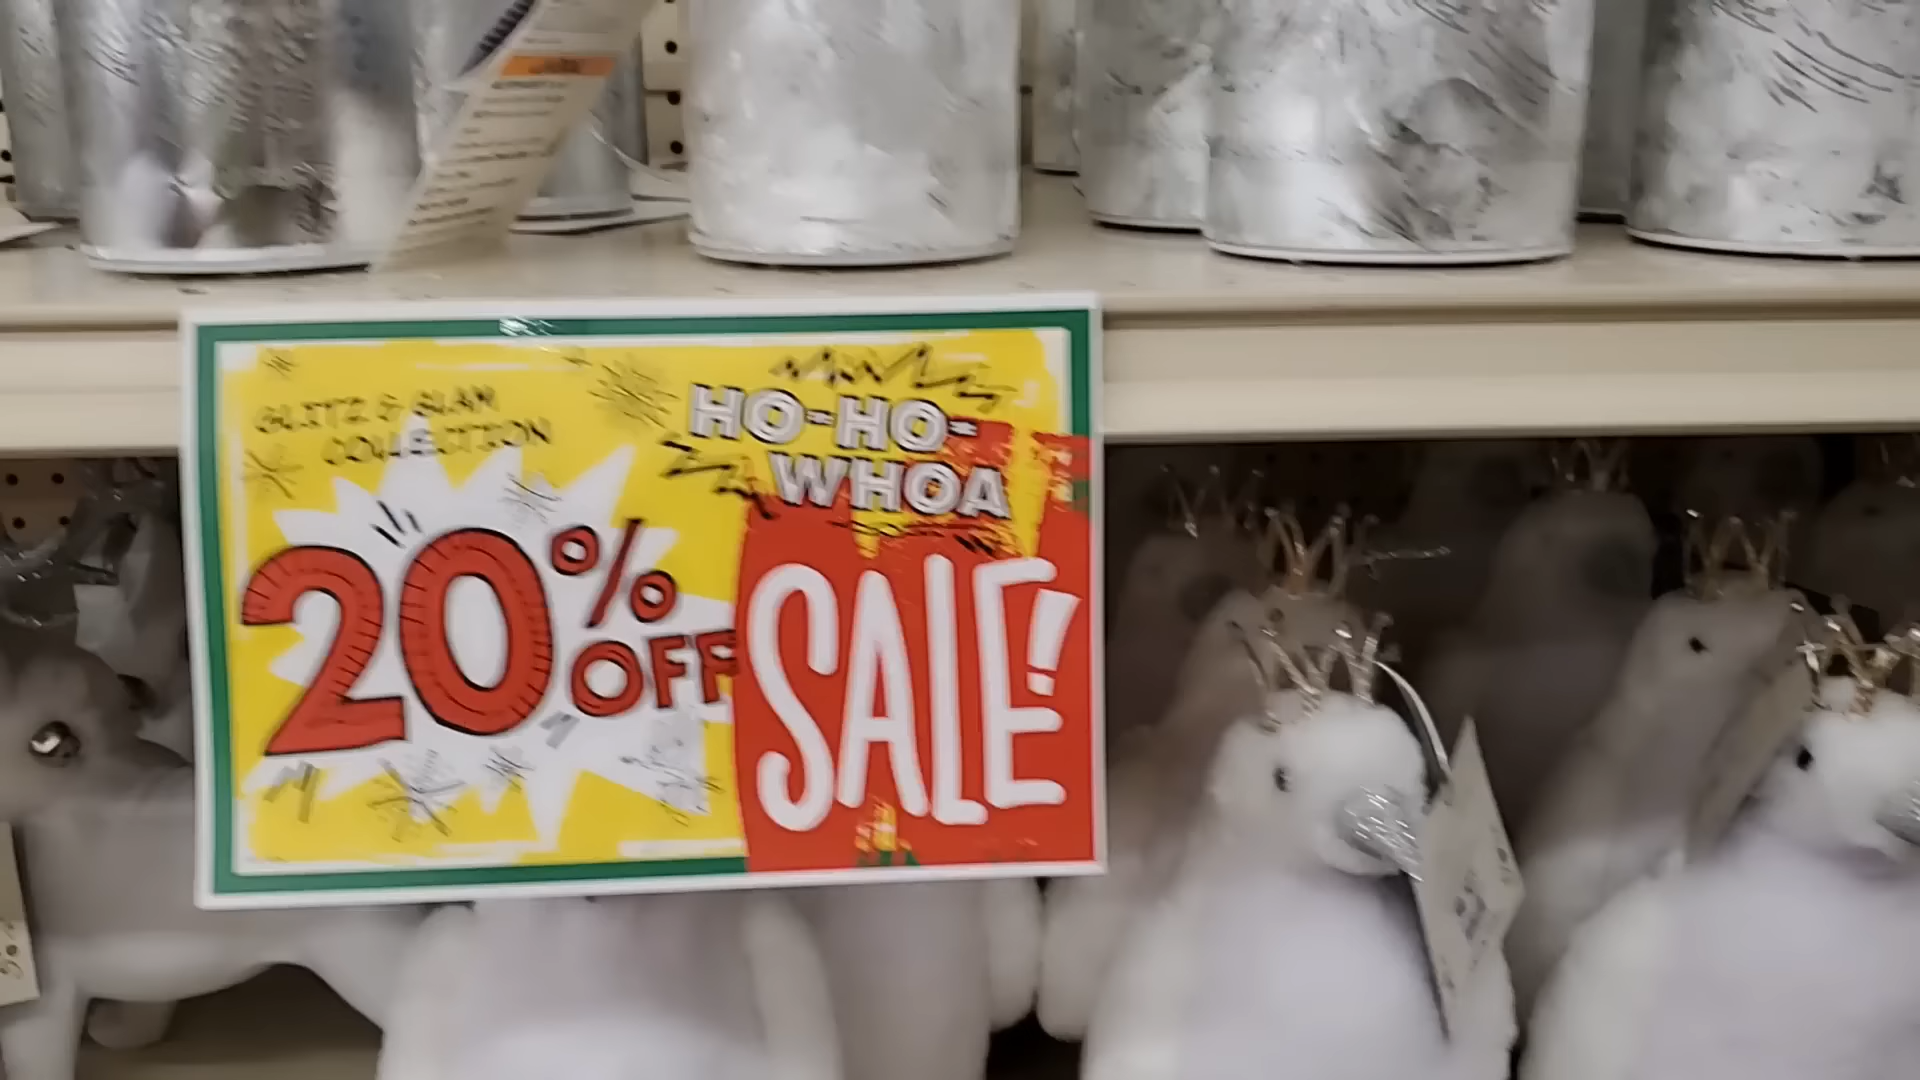 GLITZ & GLAM
COLLECTION
HO-HO-
WHOA
20% OFF
SALE!